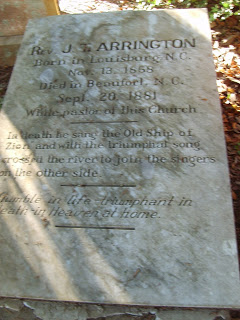 Rev. J. T. ARRINGTON
Born in Louisburg, N.C.
Nov. 13, 1858
Died in Beaufort, N.C.
Sept. 20, 1881
While pastor of this Church
In death he sang the Old Ship of
Zion and with the triumphant song
crossed the river to join the singers
on the other side.
Humble in life, triumphant in
death in heaven at home.